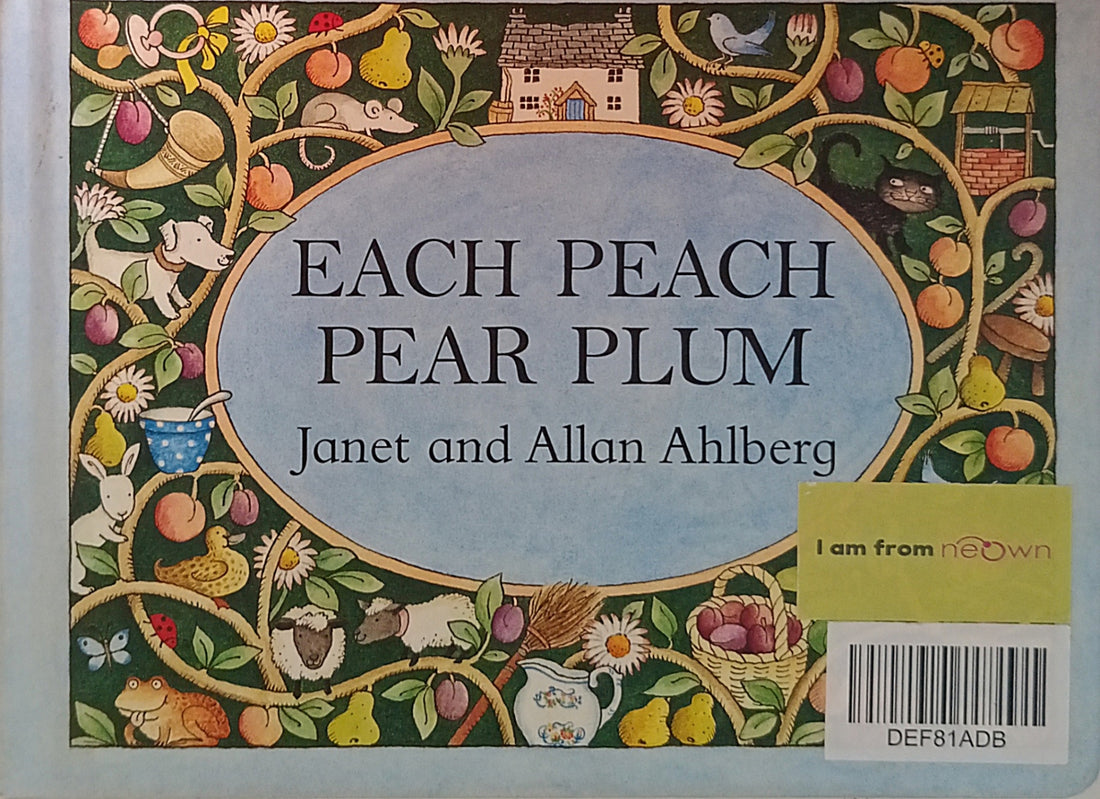 EACH PEACH
PEAR PLUM
Janet and Allan Ahlberg
I am from neOwn
DEF81ADB